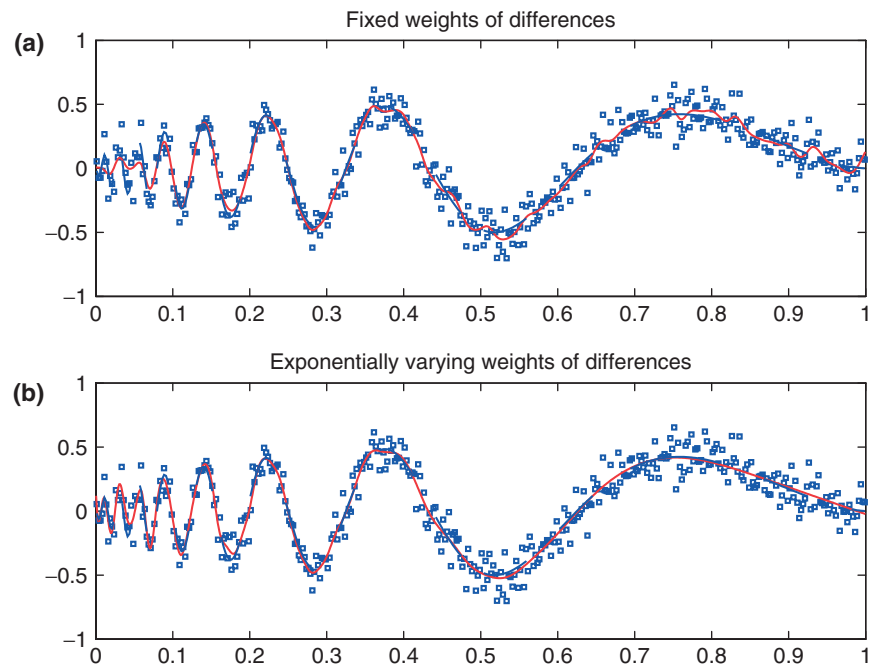 Fixed weights of differences
(a)
1
0.5
0
−0.5
−1
0 0.1 0.2 0.3 0.4 0.5 0.6 0.7 0.8 0.9 1
Exponentially varying weights of differences
(b)
1
0.5
0
−0.5
−1
0 0.1 0.2 0.3 0.4 0.5 0.6 0.7 0.8 0.9 1